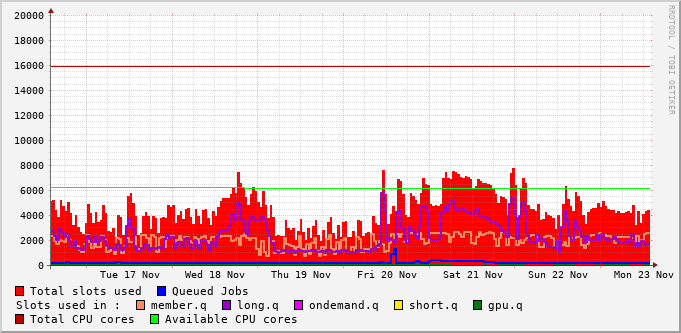 20000
18000
16000
14000
12000
10000
8000
6000
4000
2000
0
Tue 17 Nov Wed 18 Nov Thu 19 Nov Fri 20 Nov Sat 21 Nov Sun 22 Nov Mon 23 Nov
Total slots used Queued Jobs
Slots used in : member.q long.q ondemand.q short.q gpu.q
Total CPU cores Available CPU cores
RRDTOOL / TOBI OETIKER